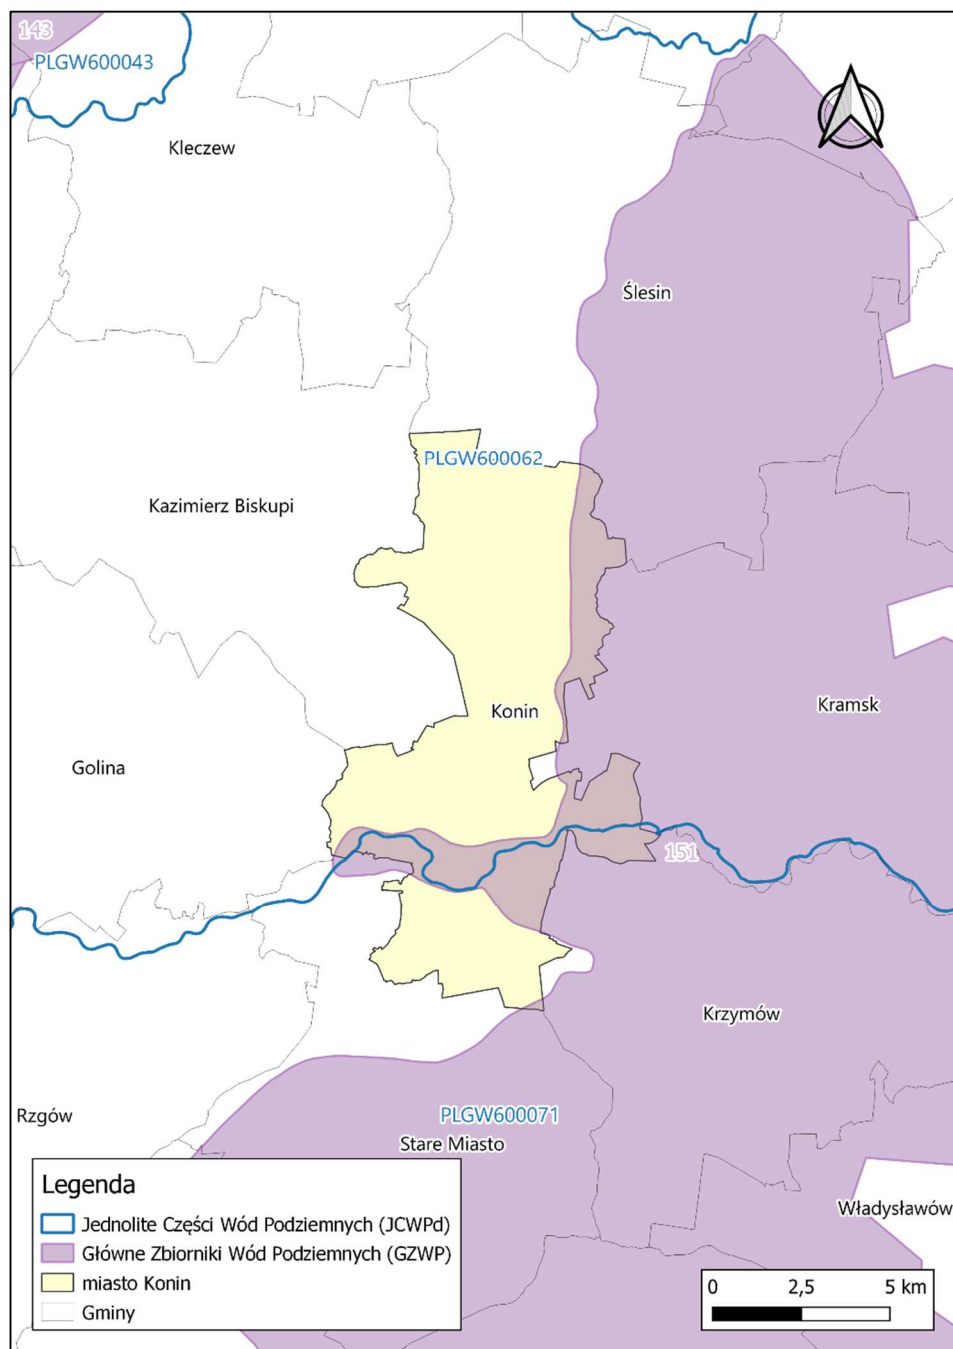 143
PLGW600043
Kleczew
Ślesin
PLGW600062
Kazimierz Biskupi
Konin
Kramsk
Golina
151
Krzymów
Rzgów
PLGW600071
Stare Miasto
Władysławów
Legenda
Jednolite Części Wód Podziemnych (JCWPd)
Główne Zbiorniki Wód Podziemnych (GZWP)
miasto Konin
Gminy
0 2,5 5 km